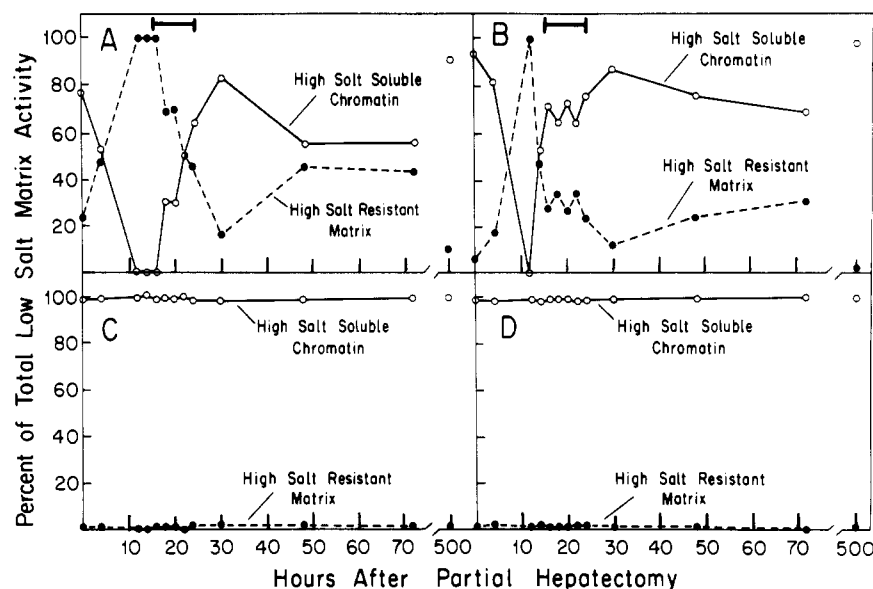 Percent of Total Low Salt Matrix Activity
A
100
80
60
40
20
High Salt Soluble
Chromatin
High Salt Resistant
Matrix
B
High Salt Soluble
Chromatin
High Salt Resistant
Matrix
C
100
80
60
40
20
High Salt Soluble
Chromatin
High Salt Resistant
Matrix
D
High Salt Soluble
Chromatin
High Salt Resistant
Matrix
10 20 30 40 50 60 70 500 10 20 30 40 50 60 70 500
Hours After Partial Hepatectomy